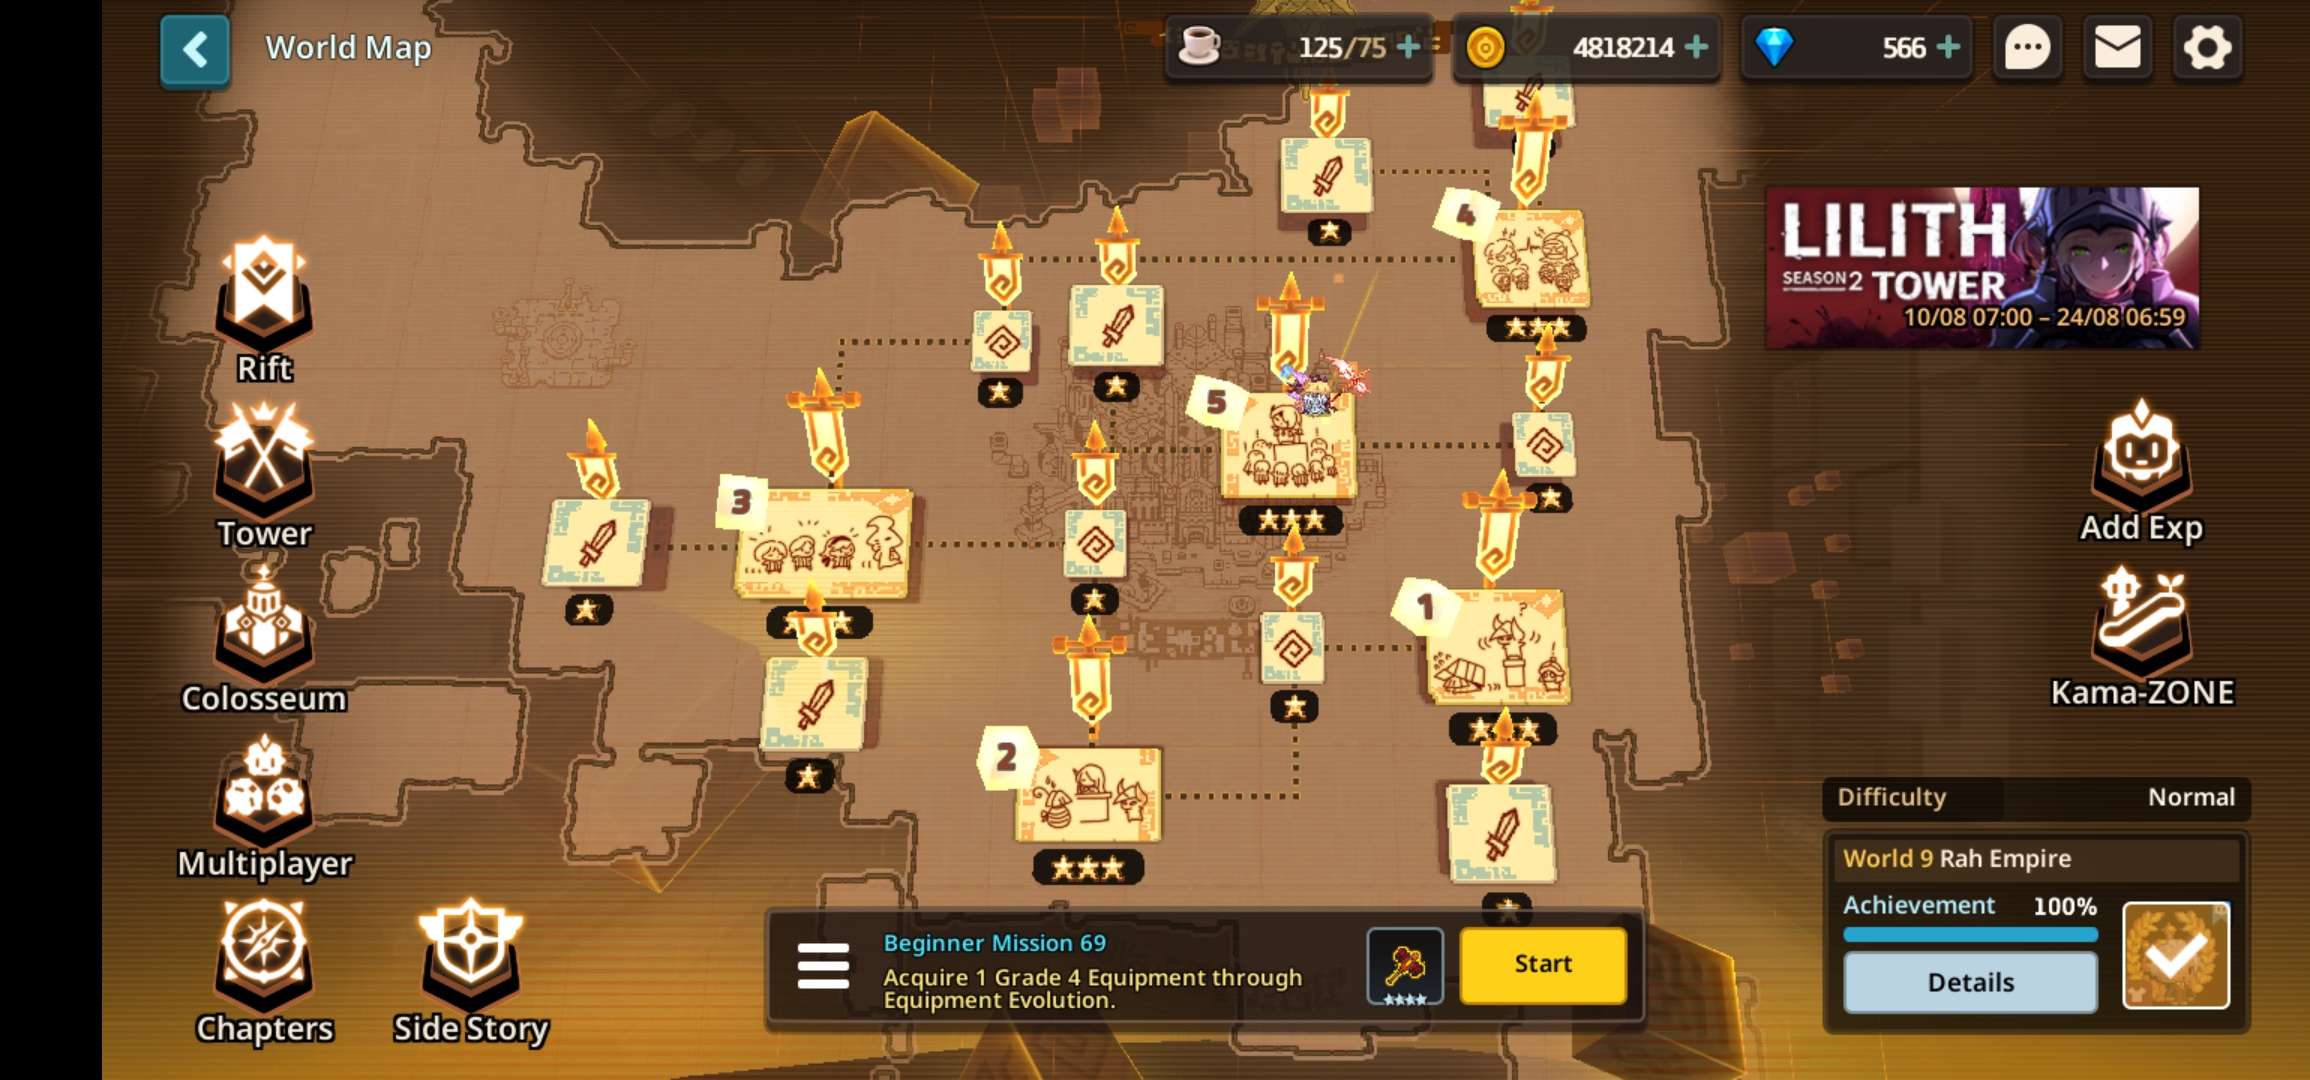 World Map
125/75
4818214
566
LILITH
SEASON 2 TOWER
10/08 07:00 – 24/08 06:59
Rift
Tower
Colosseum
Multiplayer
Chapters
Side Story
4
5
3
1
2
Add Exp
Kama-ZONE
Difficulty Normal
World 9 Rah Empire
Achievement 100%
Details
Beginner Mission 69
Acquire 1 Grade 4 Equipment through
Equipment Evolution.
Start